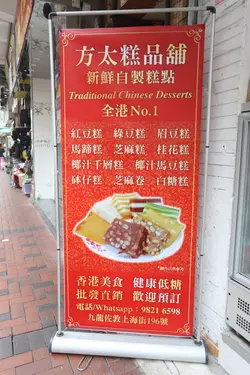 方太糕品舖
新鮮自製糕點
Traditional Chinese Desserts
全港No.1
紅豆糕 綠豆糕 眉豆糕
馬蹄糕 芝麻糕 桂花糕
椰汁千層糕 椰汁馬豆糕
砵仔糕 芝麻卷 白糖糕
香港美食 健康低糖
批發直銷 歡迎預訂
電話/Whatsapp：9821 6598
九龍佐敦上海街196號